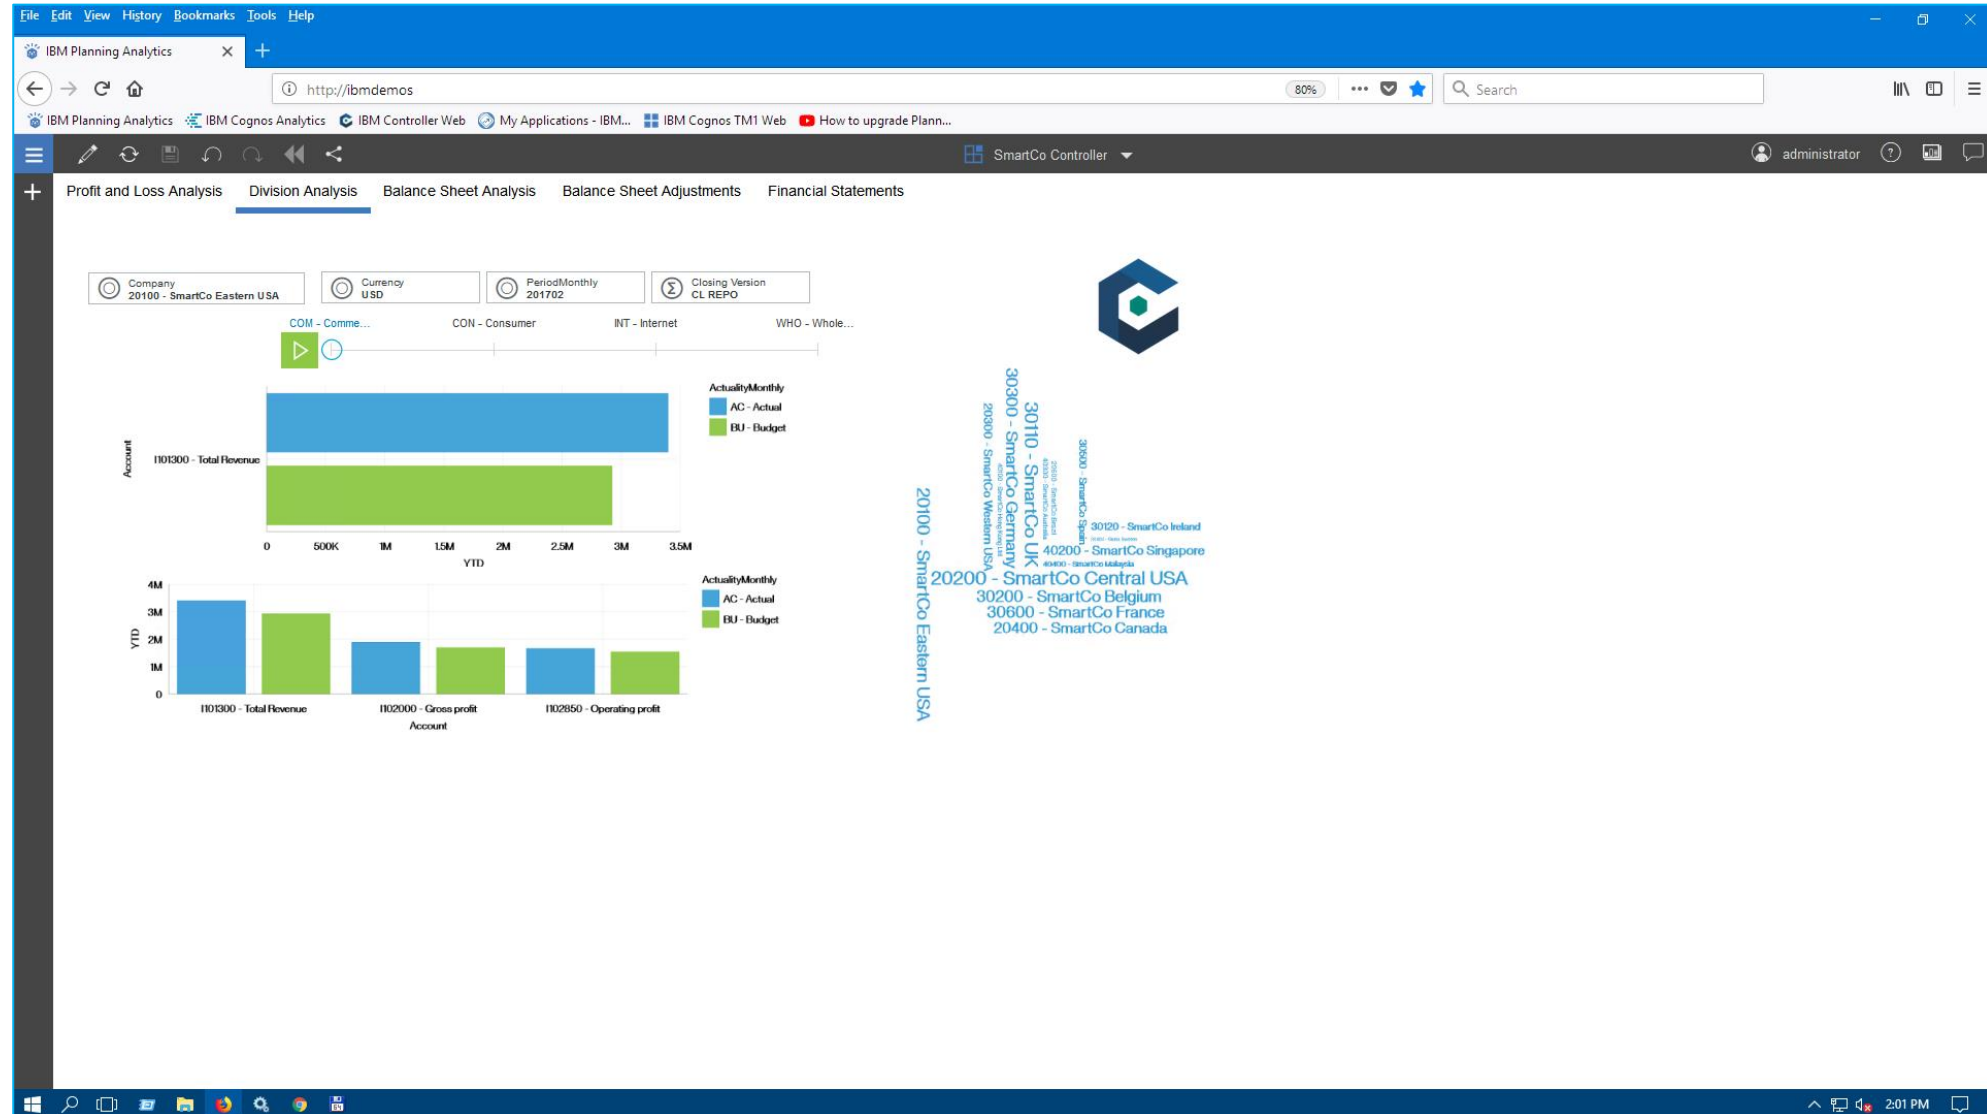 File Edit View History Bookmarks Tools Help
IBM Planning Analytics
http://ibmdemos
80%
Search
IBM Planning Analytics IBM Cognos Analytics IBM Controller Web My Applications - IBM... IBM Cognos TM1 Web How to upgrade Plann...
SmartCo Controller
administrator
Profit and Loss Analysis Division Analysis Balance Sheet Analysis Balance Sheet Adjustments Financial Statements
Company
20100 - SmartCo Eastern USA
Currency
USD
PeriodMonthly
201702
Closing Version
CL REPO
COM - Comme... CON - Consumer INT - Internet WHO - Whole...
ActualityMonthly
AC - Actual
BU - Budget
Account
I101300 - Total Revenue
0 500K 1M 1.5M 2M 2.5M 3M 3.5M
YTD
ActualityMonthly
AC - Actual
BU - Budget
4M
3M
2M
1M
0
YTD
I101300 - Total Revenue I102000 - Gross profit I102850 - Operating profit
Account
30300 - SmartCo Germany
20300 - SmartCo Western USA
30110 - SmartCo UK
30500 - SmartCo Spain
20100 - SmartCo Eastern USA
30120 - SmartCo Ireland
40200 - SmartCo Singapore
40400 - SmartCo Malaysia
20200 - SmartCo Central USA
30200 - SmartCo Belgium
30600 - SmartCo France
20400 - SmartCo Canada
2:01 PM